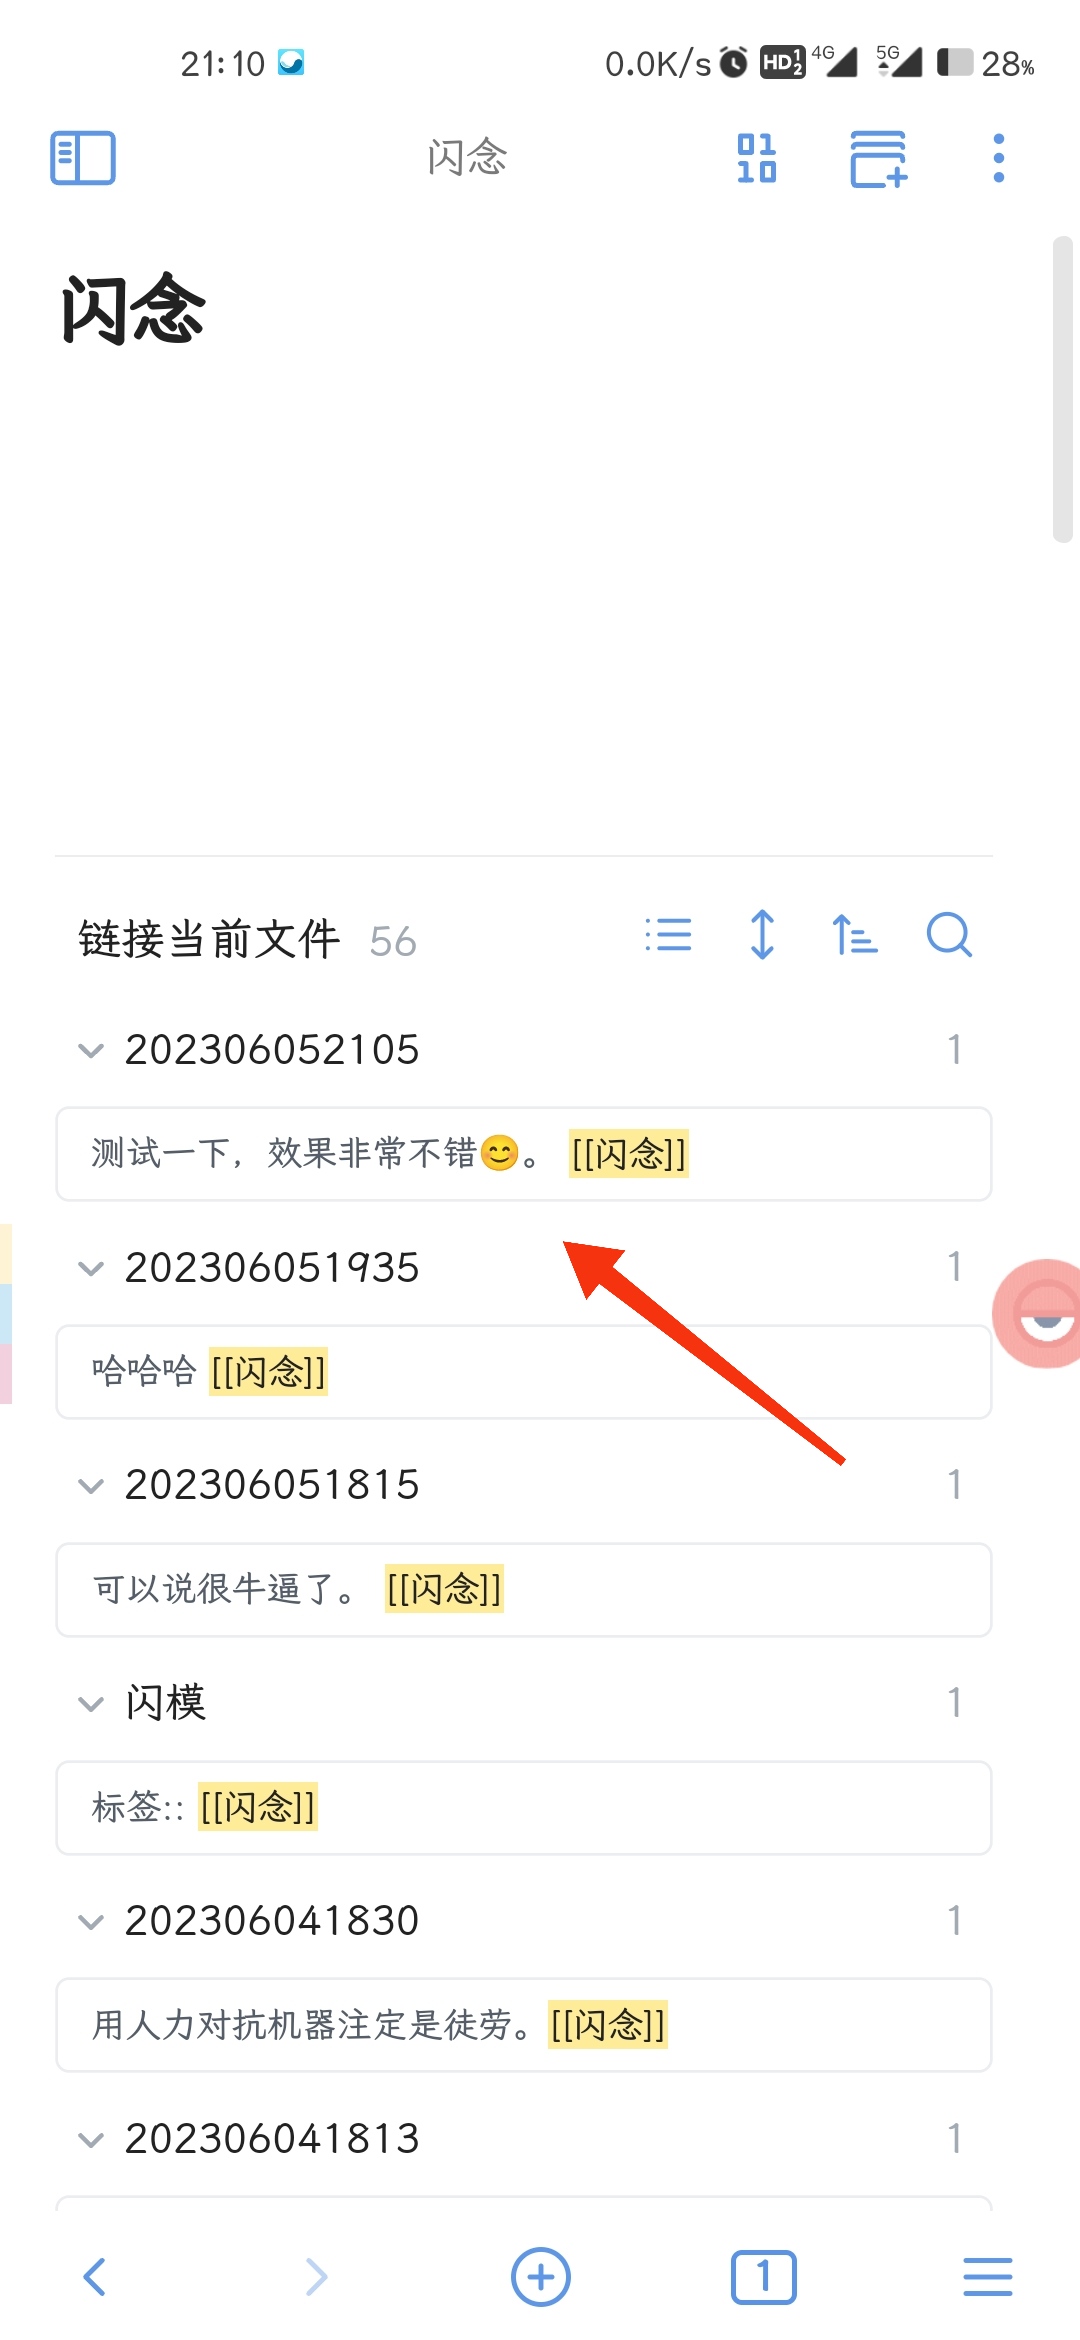 21:10 0.0K/s HD 1 2 4G 5G 28%
闪念
01
10
闪念
链接当前文件 56
202306052105 1
测试一下，效果非常不错😊。 [[闪念]]
202306051935 1
哈哈哈 [[闪念]]
202306051815 1
可以说很牛逼了。 [[闪念]]
闪模 1
标签:: [[闪念]]
202306041830 1
用人力对抗机器注定是徒劳。[[闪念]]
202306041813 1
1